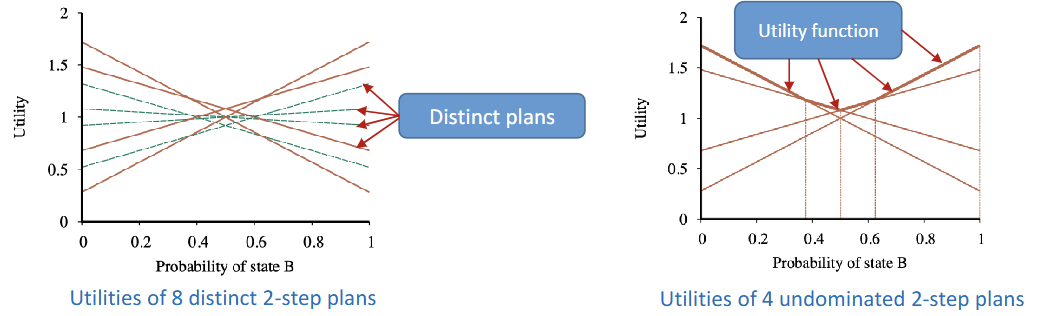 2
1.5
1
0.5
0
Utility
0 0.2 0.4 0.6 0.8 1
Probability of state B
Distinct plans
Utilities of 8 distinct 2-step plans
2
1.5
1
0.5
0
Utility
0 0.2 0.4 0.6 0.8 1
Probability of state B
Utility function
Utilities of 4 undominated 2-step plans